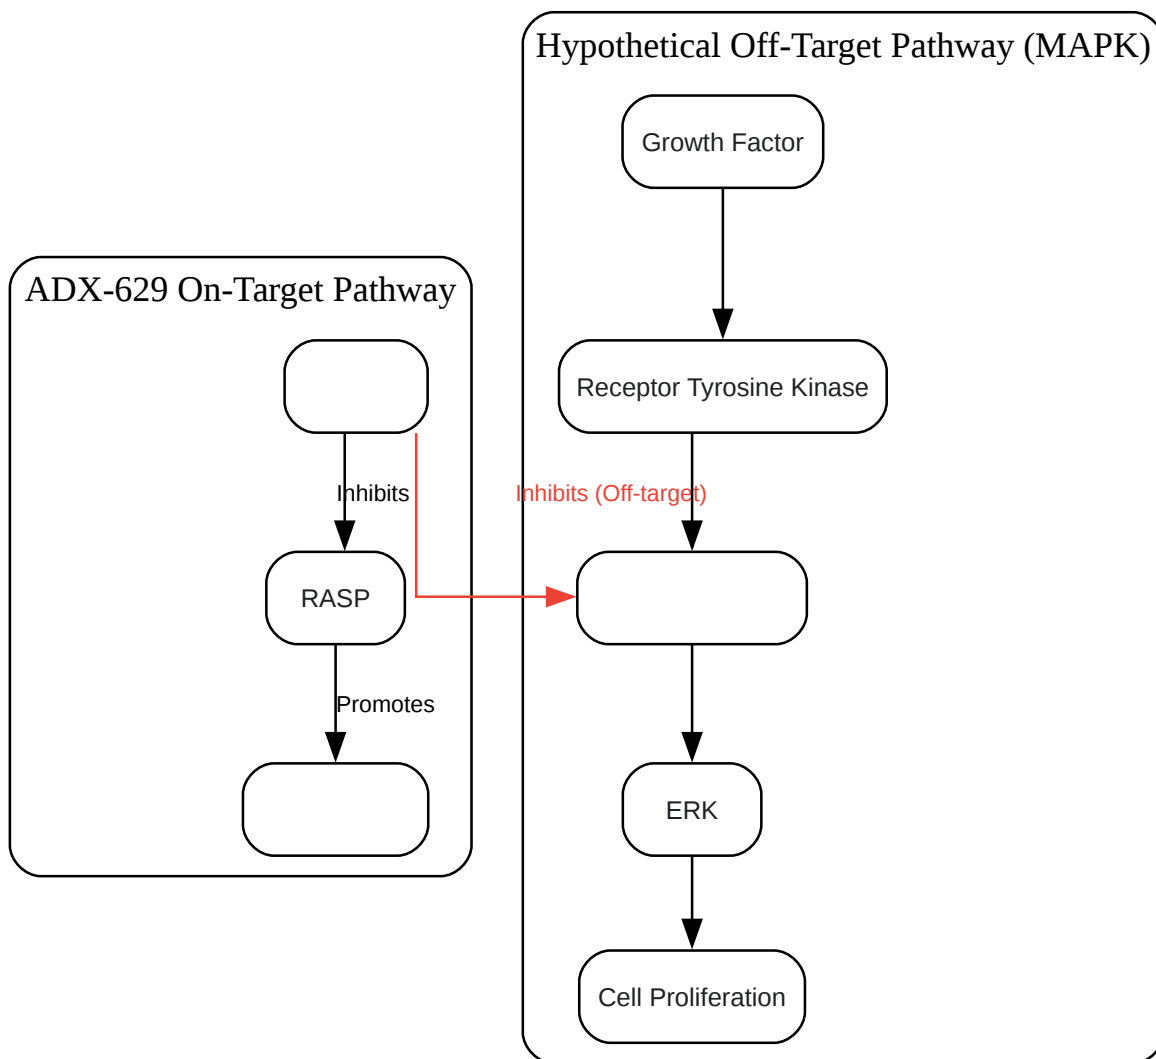 Hypothetical Off-Target Pathway (MAPK)
Growth Factor
ADX-629 On-Target Pathway
Receptor Tyrosine Kinase
Inhibits
Inhibits (Off-target)
RASP
Promotes
ERK
Cell Proliferation